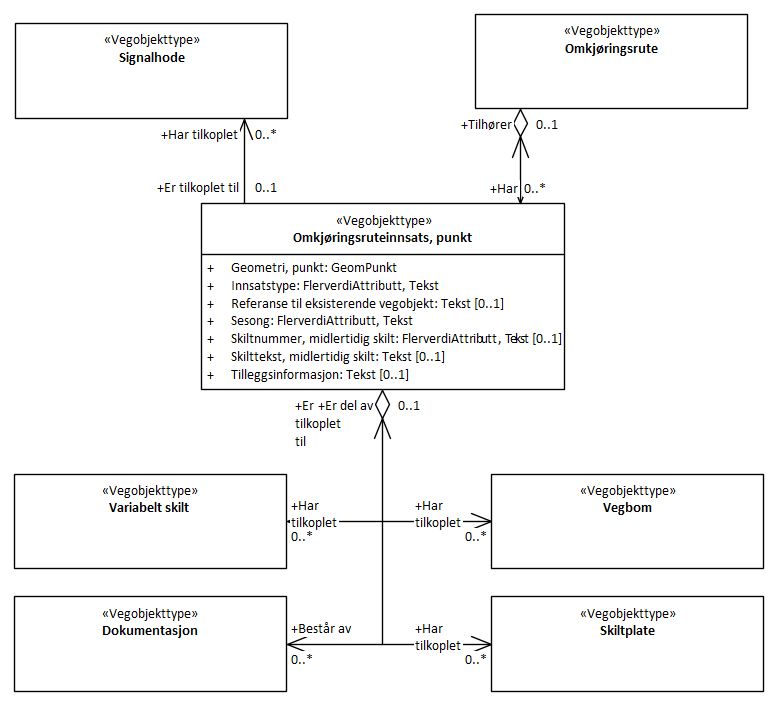 «Vegobjekttype»
Signalhode
«Vegobjekttype»
Omkjøringsrute
+Har tilkoplet 0..*
+Tilhører 0..1
+Er tilkoplet til 0..1
+Har 0..*
«Vegobjekttype»
Omkjøringsruteinnsats, punkt
+ Geometri, punkt: GeomPunkt
+ Innsatstype: FlerverdiAttributt, Tekst
+ Referanse til eksisterende vegobjekt: Tekst [0..1]
+ Sesong: FlerverdiAttributt, Tekst
+ Skiltnummer, midlertidig skilt: FlerverdiAttributt, Tekst [0..1]
+ Skilttekst, midlertidig skilt: Tekst [0..1]
+ Tilleggsinformasjon: Tekst [0..1]
+Er +Er del av 0..1
tilkoplet
til
«Vegobjekttype»
Variabelt skilt
+Har
tilkoplet
0..*
+Har
tilkoplet
0..*
«Vegobjekttype»
Vegbom
«Vegobjekttype»
Dokumentasjon
+Består av
0..*
+Har
tilkoplet
0..*
«Vegobjekttype»
Skiltplate